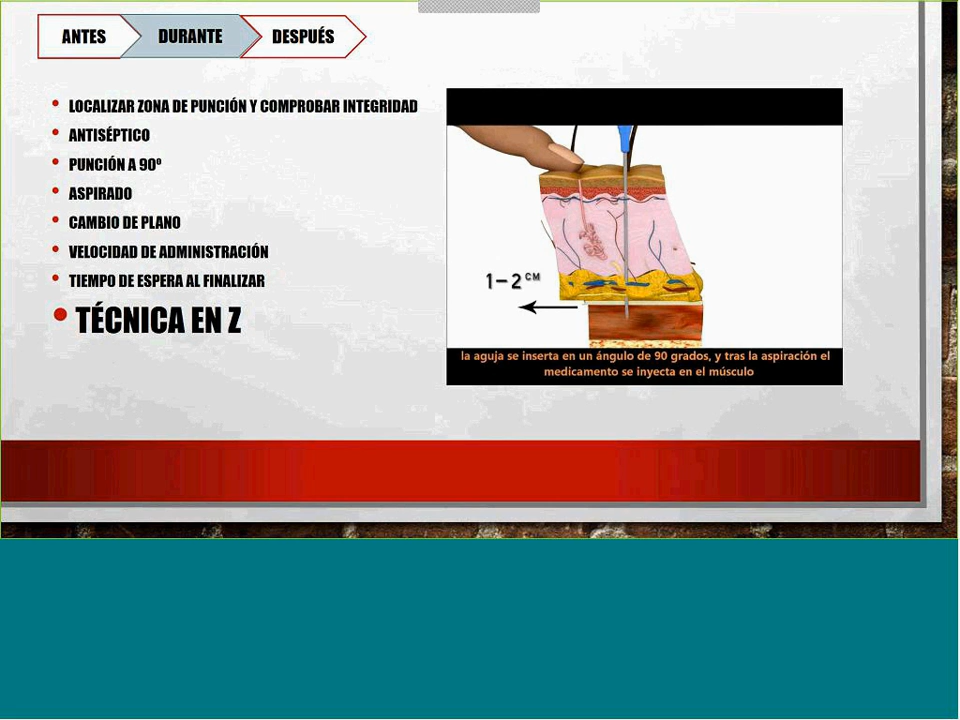 ANTES
DURANTE
DESPUÉS
• LOCALIZAR ZONA DE PUNCIÓN Y COMPROBAR INTEGRIDAD
• ANTISÉPTICO
• PUNCIÓN A 90º
• ASPIRADO
• CAMBIO DE PLANO
• VELOCIDAD DE ADMINISTRACIÓN
• TIEMPO DE ESPERA AL FINALIZAR
• TÉCNICA EN Z
1–2 CM
la aguja se inserta en un ángulo de 90 grados, y tras la aspiración el
medicamento se inyecta en el músculo